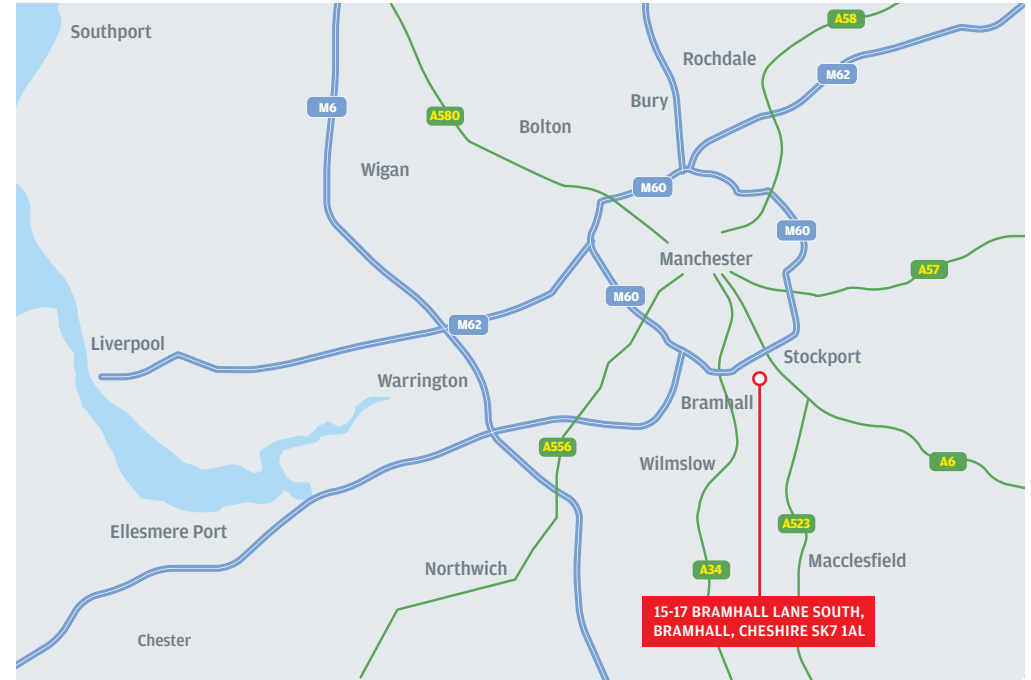 Southport
A58
Rochdale
M62
M6
Bury
A580
Bolton
Wigan
M60
M60
Manchester
A57
M60
M62
Liverpool
Stockport
Warrington
Bramhall
A556
Wilmslow
A6
Ellesmere Port
A523
Northwich
A34
Macclesfield
15-17 BRAMHALL LANE SOUTH,
BRAMHALL, CHESHIRE SK7 1AL
Chester